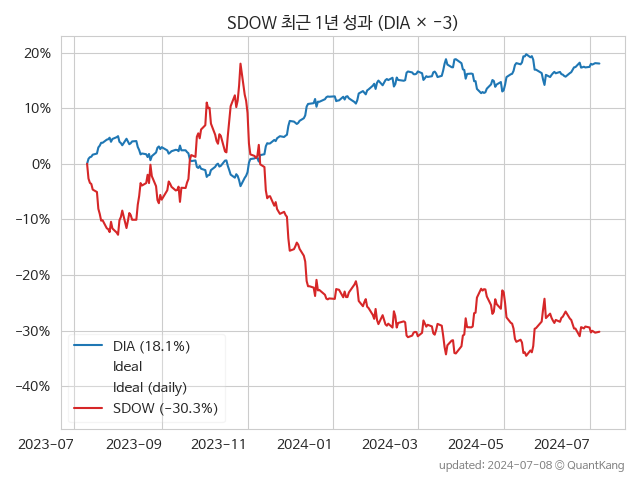 SDOW 최근 1년 성과 (DIA × −3)
20%
10%
0%
−10%
−20%
−30%
−40%
DIA (18.1%)
Ideal
Ideal (daily)
SDOW (−30.3%)
2023-07
2023-09
2023-11
2024-01
2024-03
2024-05
2024-07
updated: 2024-07-08 © QuantKang